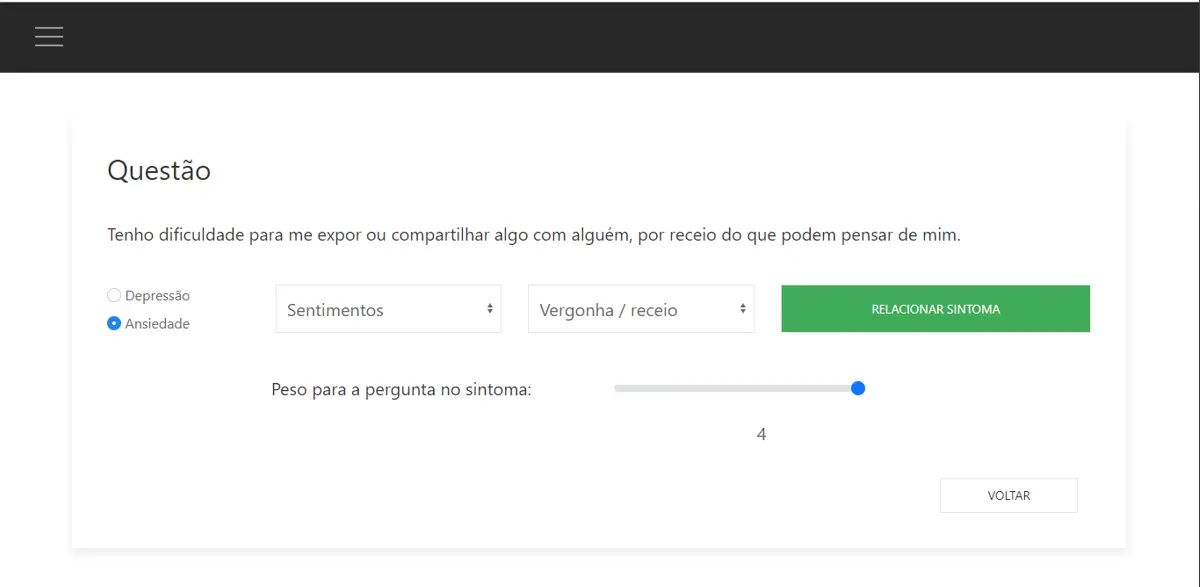 Questão
Tenho dificuldade para me expor ou compartilhar algo com alguém, por receio do que podem pensar de mim.
Depressão
Ansiedade
Sentimentos
Vergonha / receio
RELACIONAR SINTOMA
Peso para a pergunta no sintoma:
4
VOLTAR